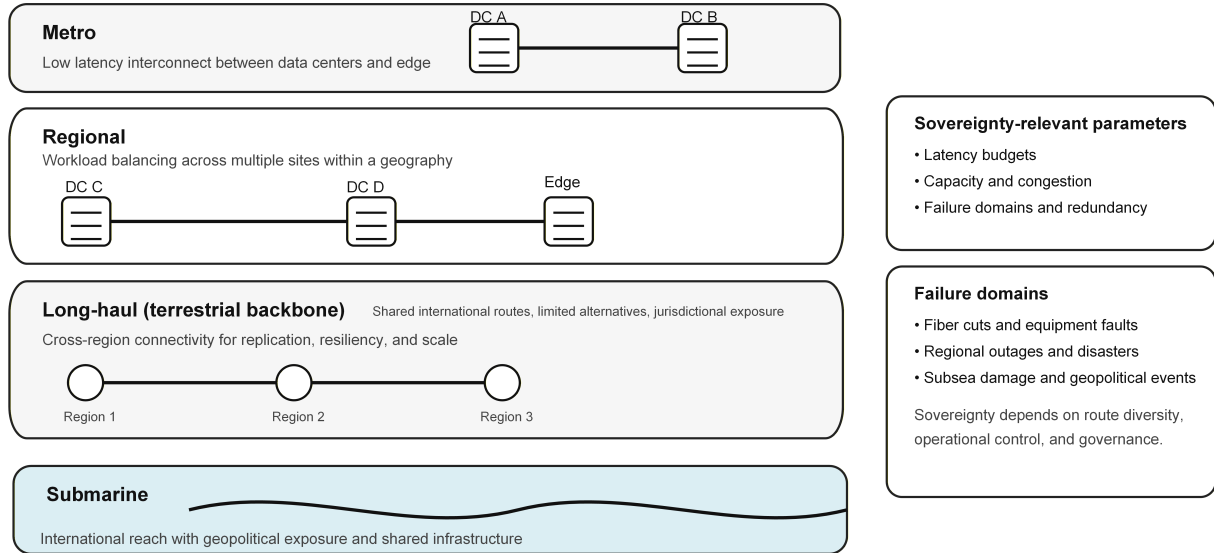 Metro
Low latency interconnect between data centers and edge
DC A
DC B
Regional
Workload balancing across multiple sites within a geography
DC C
DC D
Edge
Long-haul (terrestrial backbone)
Shared international routes, limited alternatives, jurisdictional exposure
Cross-region connectivity for replication, resiliency, and scale
Region 1
Region 2
Region 3
Submarine
International reach with geopolitical exposure and shared infrastructure
Sovereignty-relevant parameters
• Latency budgets
• Capacity and congestion
• Failure domains and redundancy
Failure domains
• Fiber cuts and equipment faults
• Regional outages and disasters
• Subsea damage and geopolitical events
Sovereignty depends on route diversity,
operational control, and governance.